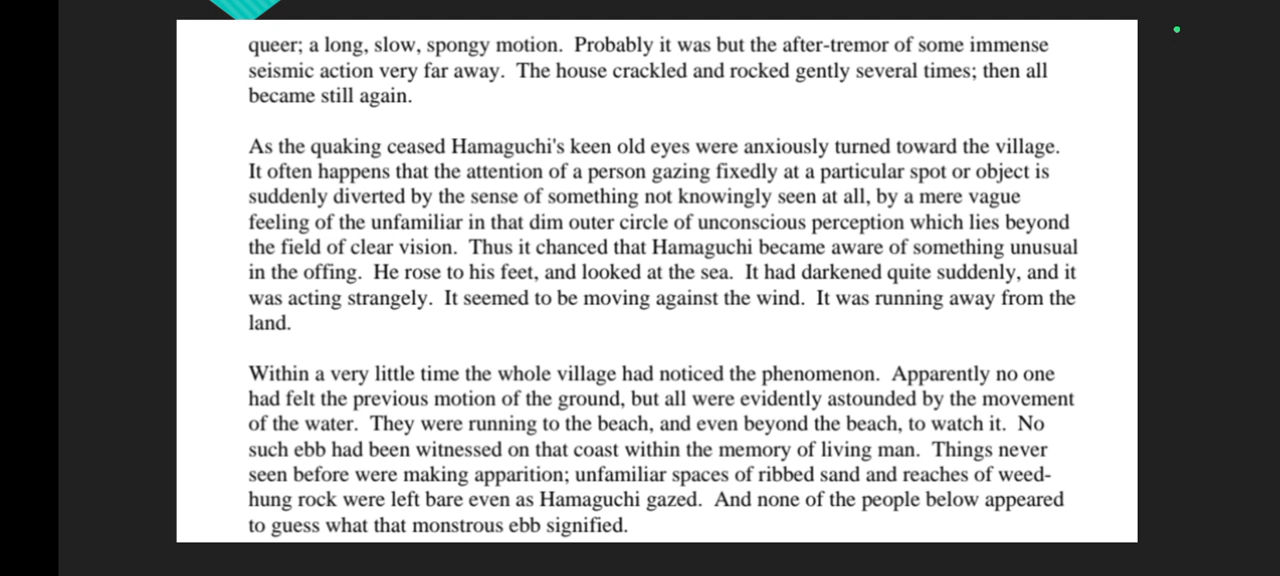 queer; a long, slow, spongy motion.  Probably it was but the after-tremor of some immense
seismic action very far away.  The house crackled and rocked gently several times; then all
became still again.
As the quaking ceased Hamaguchi's keen old eyes were anxiously turned toward the village.
It often happens that the attention of a person gazing fixedly at a particular spot or object is
suddenly diverted by the sense of something not knowingly seen at all, by a mere vague
feeling of the unfamiliar in that dim outer circle of unconscious perception which lies beyond
the field of clear vision.  Thus it chanced that Hamaguchi became aware of something unusual
in the offing.  He rose to his feet, and looked at the sea.  It had darkened quite suddenly, and it
was acting strangely.  It seemed to be moving against the wind.  It was running away from the
land.
Within a very little time the whole village had noticed the phenomenon.  Apparently no one
had felt the previous motion of the ground, but all were evidently astounded by the movement
of the water.  They were running to the beach, and even beyond the beach, to watch it.  No
such ebb had been witnessed on that coast within the memory of living man.  Things never
seen before were making apparition; unfamiliar spaces of ribbed sand and reaches of weed-
hung rock were left bare even as Hamaguchi gazed.  And none of the people below appeared
to guess what that monstrous ebb signified.